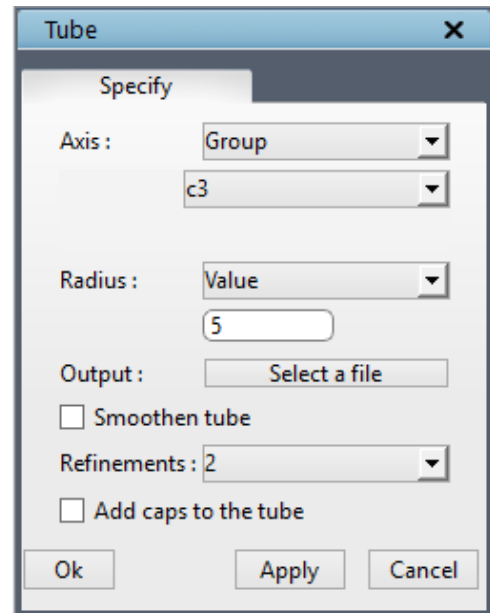 Tube
Specify
Axis : Group
c3
Radius : Value
5
Output : Select a file
Smoothen tube
Refinements : 2
Add caps to the tube
Ok Apply Cancel